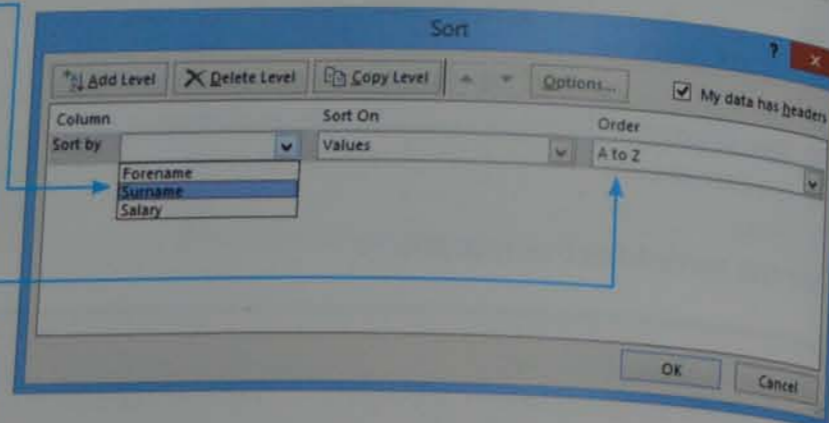 Sort
? x
Add Level Delete Level Copy Level Options... My data has headers
Column Sort On Order
Sort by Values A to Z
Forename
Surname
Salary
OK Cancel